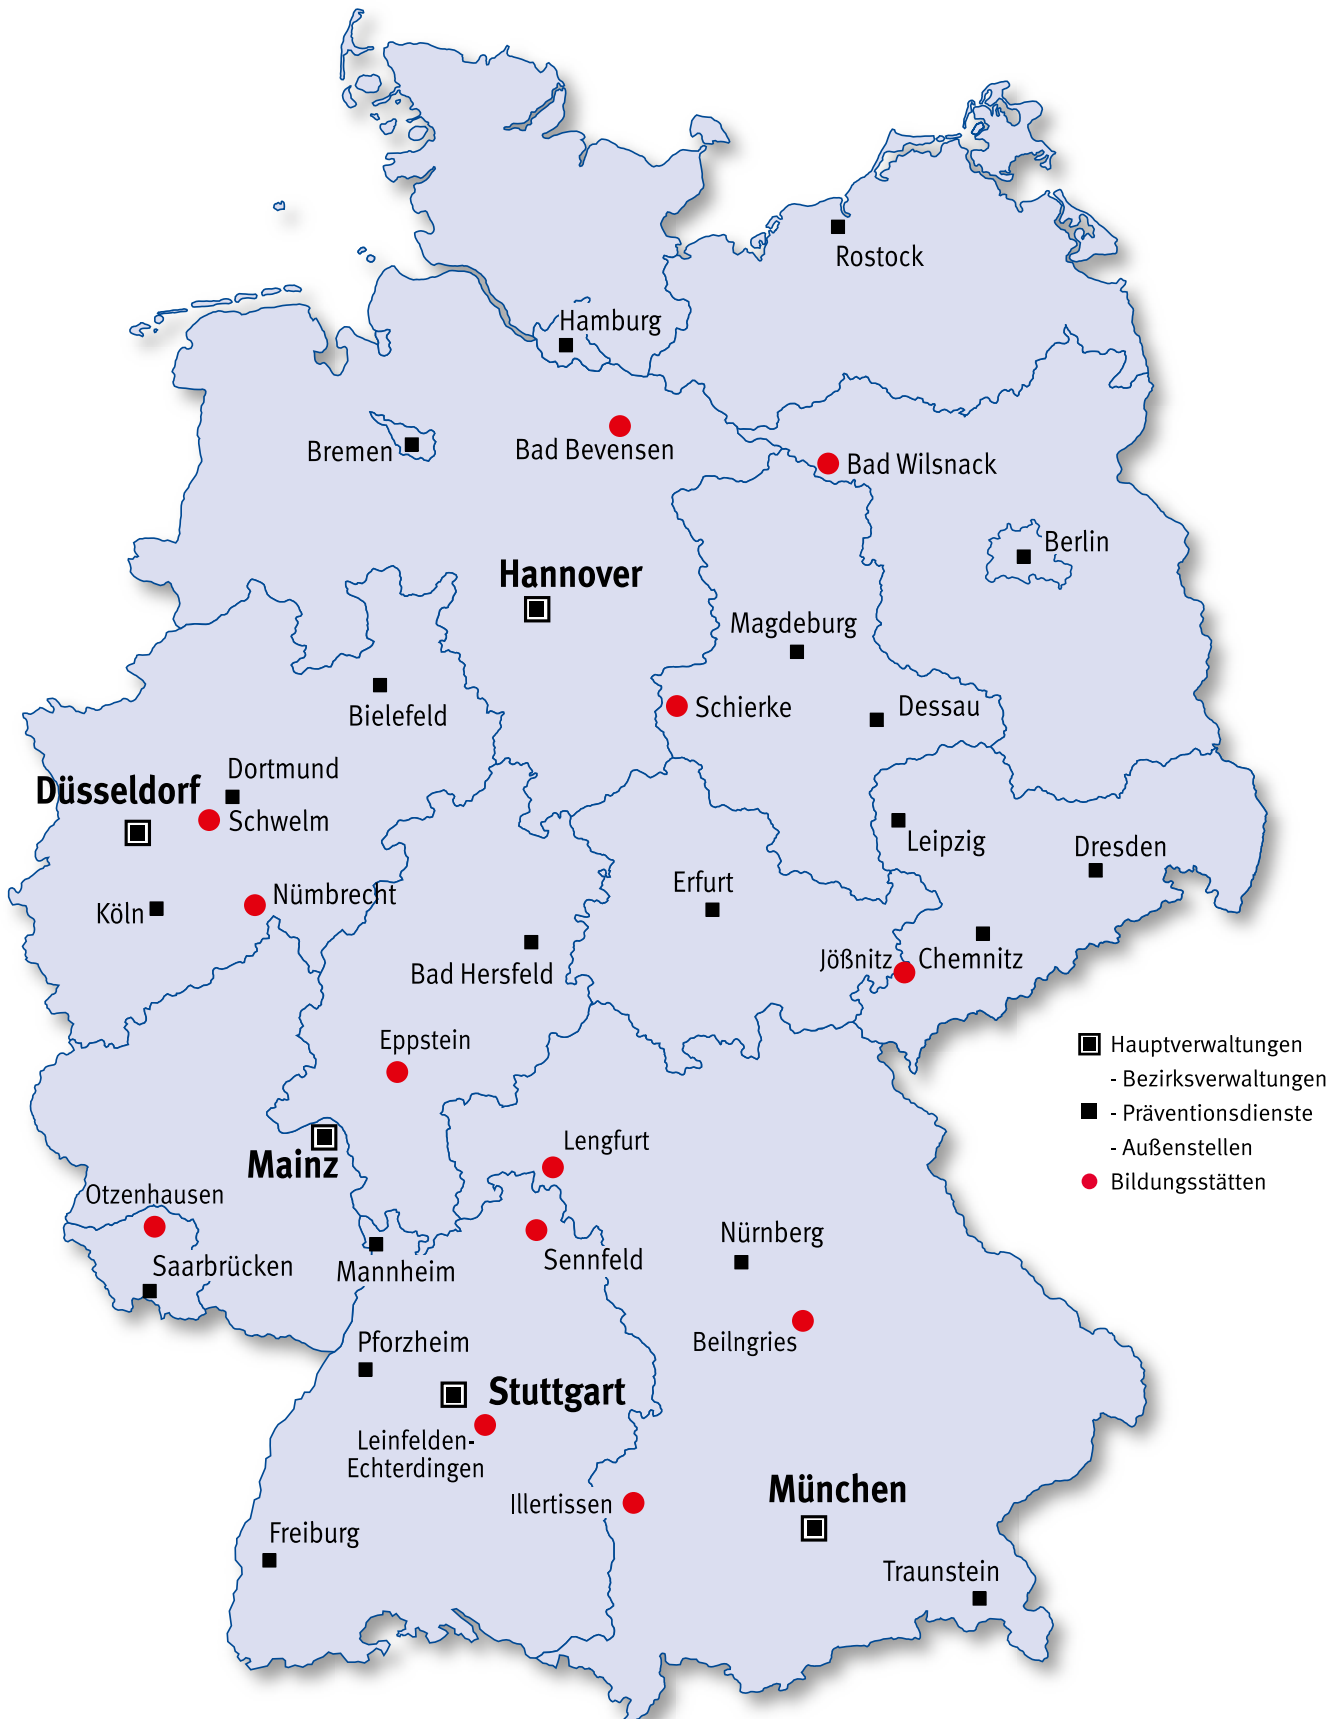 Rostock
Hamburg
Bremen
Bad Bevensen
Bad Wilsnack
Berlin
Hannover
Magdeburg
Bielefeld
Schierke
Dessau
Dortmund
Düsseldorf
Schwelm
Leipzig
Dresden
Erfurt
Nümbrecht
Köln
Jößnitz
Chemnitz
Bad Hersfeld
Eppstein
Hauptverwaltungen
- Bezirksverwaltungen
- Präventionsdienste
- Außenstellen
Bildungsstätten
Lengfurt
Mainz
Otzenhausen
Nürnberg
Sennfeld
Saarbrücken
Mannheim
Pforzheim
Beilngries
Stuttgart
Leinfelden-
Echterdingen
München
Illertissen
Freiburg
Traunstein